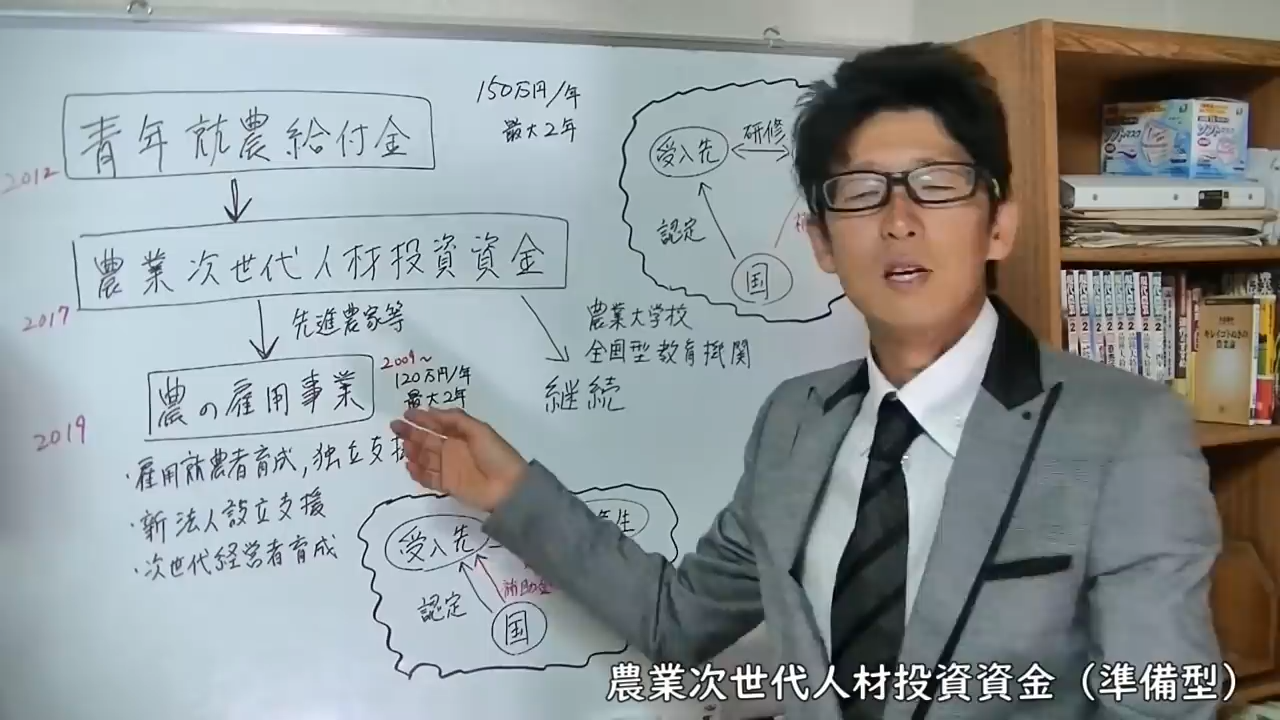 青年就農給付金
150万円/年
最大2年
2012
農業次世代人材投資資金
2017
先進農家等
農業大学校
全国型教育機関
継続
農の雇用事業
2009~
120万円/年
最大2年
2019
・雇用就農者育成,独立支援
・新法人設立支援
・次世代経営者育成
受入先
研修
認定
国
受入先
生
認定
補助金
国
農業次世代人材投資資金（準備型）